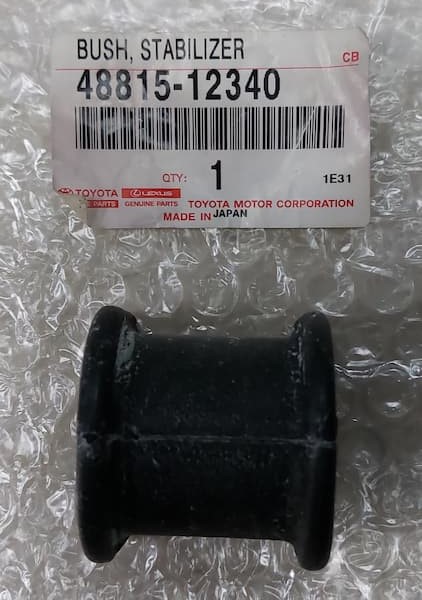 BUSH, STABILIZER
CB
48815-12340
QTY: 1 1E31
TOYOTA LEXUS
PARTS GENUINE PARTS TOYOTA MOTOR CORPORATION
MADE IN JAPAN